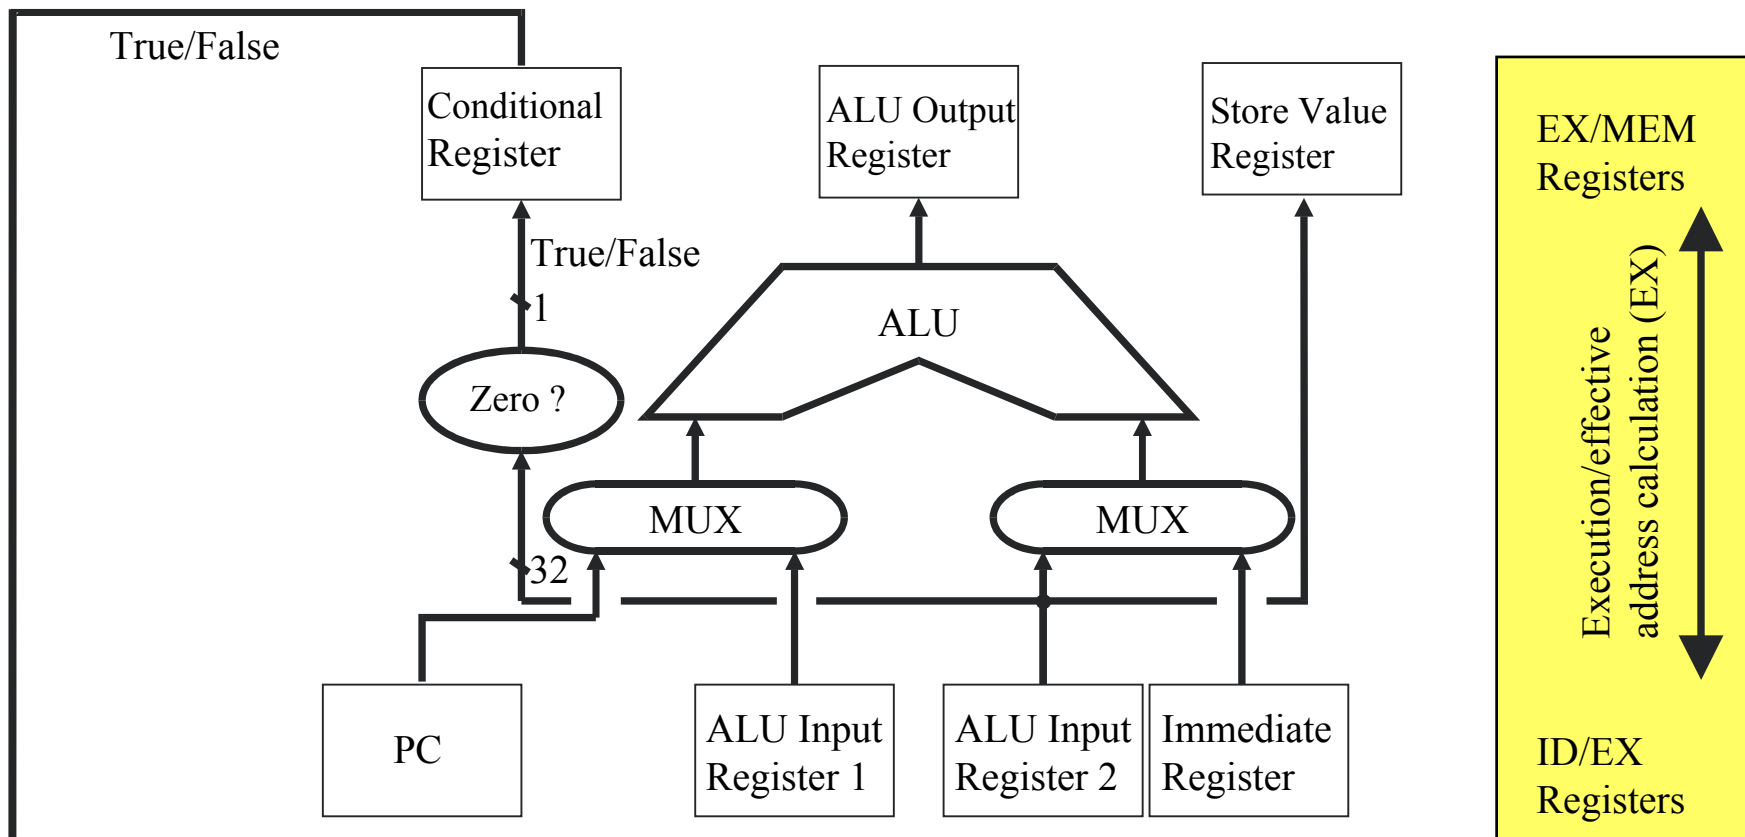 True/False
Conditional
Register
ALU Output
Register
Store Value
Register
EX/MEM
Registers
True/False
1
ALU
Zero ?
Execution/effective
address calculation (EX)
MUX
MUX
32
PC
ALU Input
Register 1
ALU Input
Register 2
Immediate
Register
ID/EX
Registers